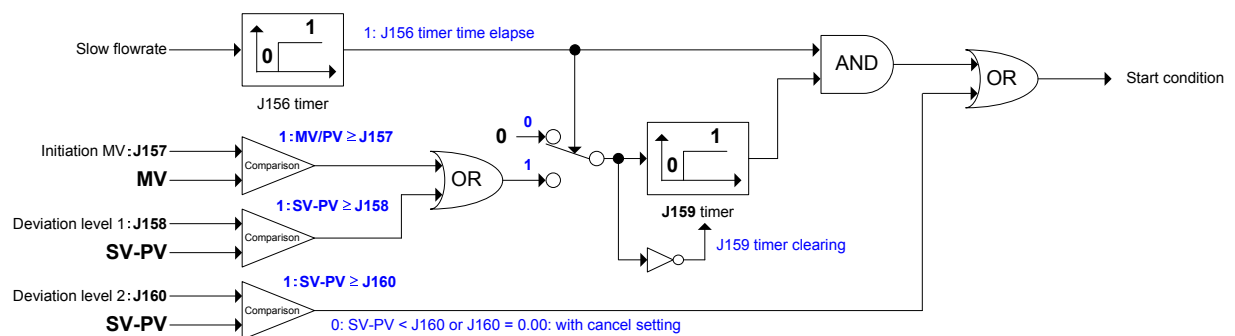 Slow flowrate
0
1
J156 timer
1: J156 timer time elapse
AND
OR
Start condition
Initiation MV:J157
MV
Comparison
1:MV/PV ≧ J157
OR
0
0
1
0
1
J159 timer
J159 timer clearing
Deviation level 1:J158
SV-PV
Comparison
1:SV-PV ≧ J158
Deviation level 2:J160
SV-PV
Comparison
1:SV-PV ≧ J160
0: SV-PV < J160 or J160 = 0.00: with cancel setting